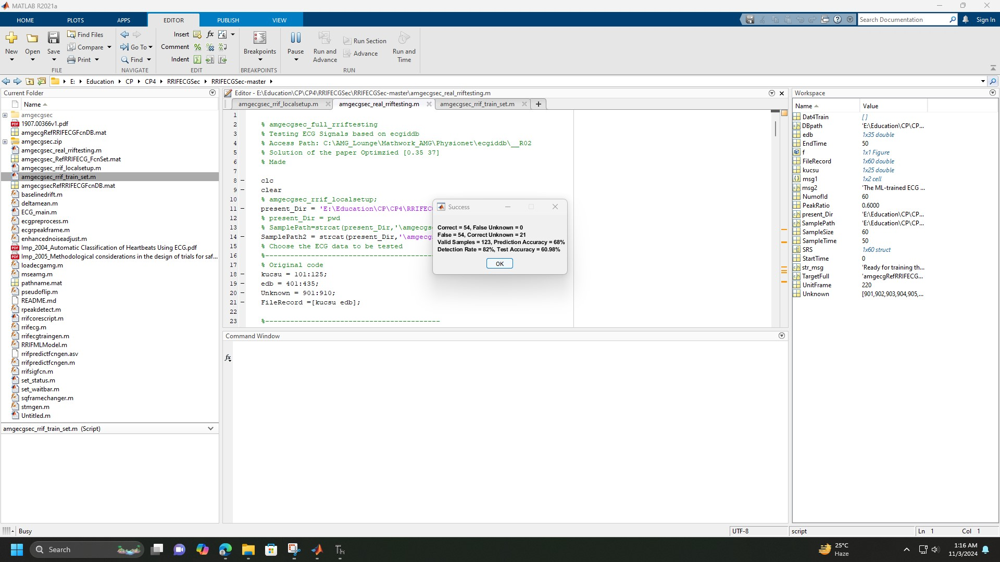 MATLAB R2021a
HOME PLOTS APPS EDITOR PUBLISH VIEW
Search Documentation
Sign In
New
Open
Save
Find Files
Compare
Print
FILE
Go To
Find
NAVIGATE
Insert
fx
Comment
Indent
EDIT
Breakpoints
BREAKPOINTS
Pause
Run and Advance
Run Section
Advance
Run and Time
RUN
E: Education CP CP4 RRIFECGSec RRIFECGSec-master
Current Folder
Name
amgecgsec
1907.00366v1.pdf
amgecgRefRRIFECGFcnDB.mat
amgecgsec.zip
amgecgsec_real_rriftesting.m
amgecgsec_RefRRIFECG_FcnSet.mat
amgecgsec_rrif_localsetup.m
amgecgsec_rrif_train_set.m
amgecgsecRefRRIFECGFcnDB.mat
baselinedrift.m
deltamean.m
ECG_main.m
ecgpreprocess.m
ecgrpeakframe.m
enhancednoiseadjust.m
Imp_2004_Automatic Classification of Heartbeats Using ECG.pdf
Imp_2005_Methodological considerations in the design of trials for saf...
loadecgamg.m
mseamg.m
pathname.mat
pseudoflip.m
README.md
rpeakdetect.m
rrifcorescript.m
rrifecg.m
rrifecgtraingen.m
RRIFMLModel.m
rrifpredictfcngen.asv
rrifpredictfcngen.m
rrifsigfcn.m
set_status.m
set_waitbar.m
sqframechanger.m
stmgen.m
Untitled.m
amgecgsec_rrif_train_set.m (Script)
Editor - E:\Education\CP\CP4\RRIFECGSec\RRIFECGSec-master\amgecgsec_real_rriftesting.m
amgecgsec_rrif_localsetup.m
amgecgsec_real_rriftesting.m
amgecgsec_rrif_train_set.m
1
2 % amgecgsec_full_rriftesting
3 % Testing ECG Signals based on ecgiddb
4 % Access Path: C:\AMG_Lounge\Mathwork_AMG\Physionet\ecgiddb\__R02
5 % Solution of the paper Optimzied [0.35 37]
6 % Made
7
8 clc
9 clear
10 % amgecgsec_rrif_localsetup;
11 present_Dir = 'E:\Education\CP\CP4\RRIFEC
12 % present_Dir = pwd
13 % SamplePath=strcat(present_Dir,'\amgecgs
14 SamplePath2 = strcat(present_Dir,'\amgecg
15 % Choose the ECG data to be tested
16 %-----------------------------------------
17 % Original code
18 kucsu = 101:125;
19 edb = 401:435;
20 Unknown = 901:910;
21 FileRecord =[kucsu edb];
22
23 %-----------------------------------------
Success
Correct = 54, False Unknown = 0
False = 54, Correct Unknown = 21
Valid Samples = 123, Prediction Accuracy = 68%
Detection Rate = 82%, Test Accuracy = 60.98%
OK
Command Window
fx
Workspace
Name Value
Dat4Train []
DBpath 'E:\Education\CP\CP...
edb 1x35 double
EndTime 50
f 1x1 Figure
FileRecord 1x60 double
kucsu 1x25 double
msg1 1x2 cell
msg2 'The ML-trained ECG ...
NumofId 60
PeakRatio 0.6000
present_Dir 'E:\Education\CP\CP...
SamplePath 'E:\Education\CP\CP...
SampleSize 60
SampleTime 50
SRS 1x60 struct
StartTime 0
str_msg 'Ready for training th...
TargetFull 'amgecgRefRRIFECG...
UnitFrame 220
Unknown [901,902,903,904,905,...
Busy
UTF-8
script
Ln 1 Col 1
Search
25°C
Haze
1:16 AM
11/3/2024